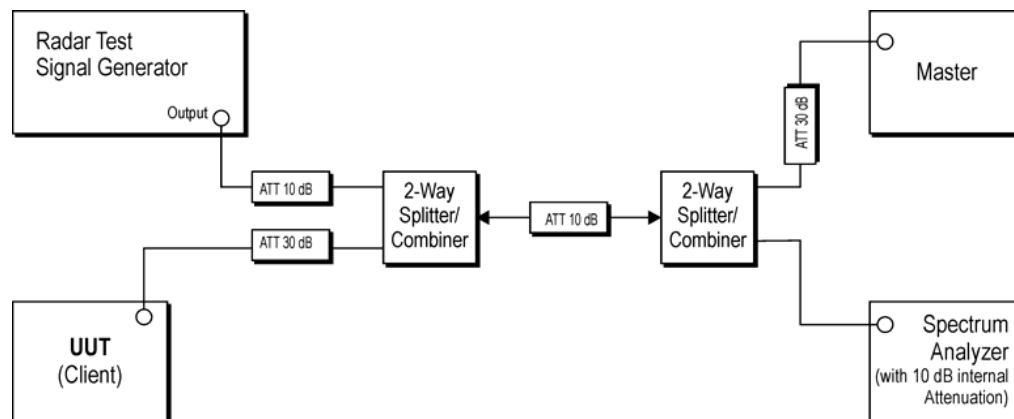 Radar Test
Signal Generator
Output
ATT 10 dB
ATT 30 dB
UUT
(Client)
2-Way
Splitter/
Combiner
ATT 10 dB
2-Way
Splitter/
Combiner
ATT 30 dB
Master
Spectrum
Analyzer
(with 10 dB internal
Attenuation)